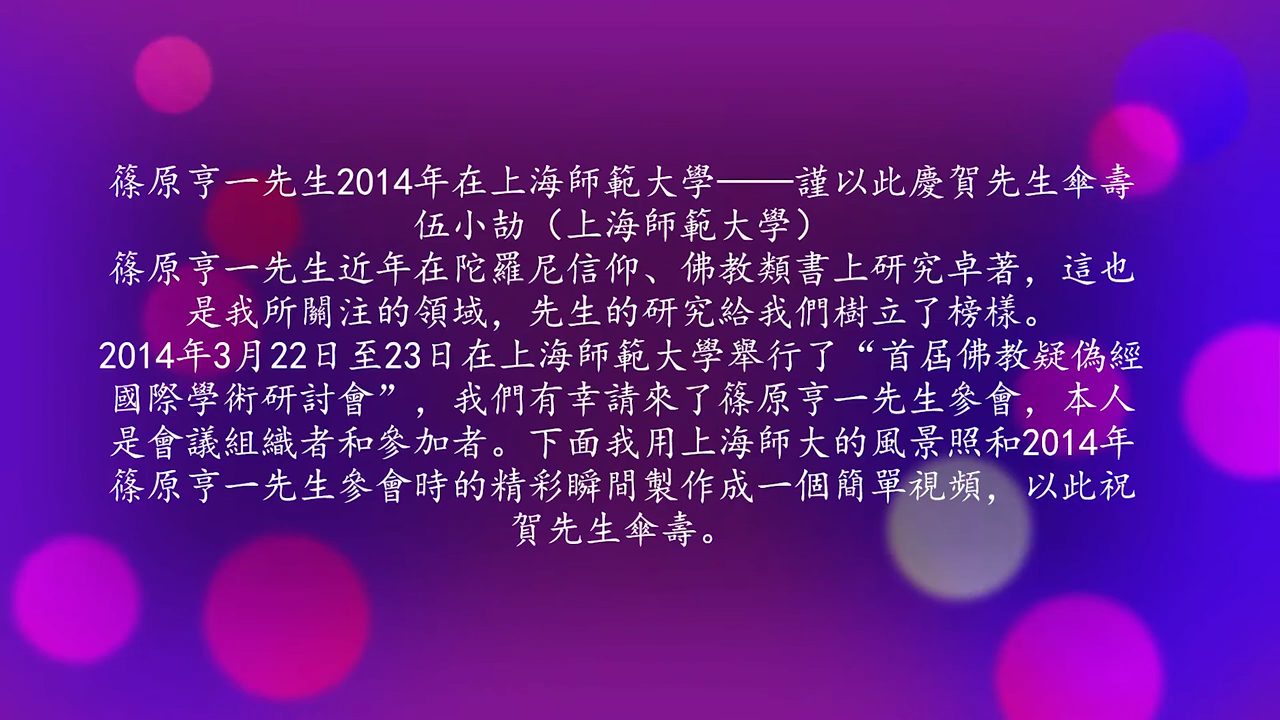 篠原亨一先生2014年在上海師範大學——謹以此慶賀先生傘壽
伍小劼（上海師範大學）
篠原亨一先生近年在陀羅尼信仰、佛教類書上研究卓著，這也
是我所關注的領域，先生的研究給我們樹立了榜樣。
2014年3月22日至23日在上海師範大學舉行了“首屆佛教疑偽經
國際學術研討會”，我們有幸請來了篠原亨一先生參會，本人
是會議組織者和參加者。下面我用上海師大的風景照和2014年
篠原亨一先生參會時的精彩瞬間製作成一個簡單視頻，以此祝
賀先生傘壽。